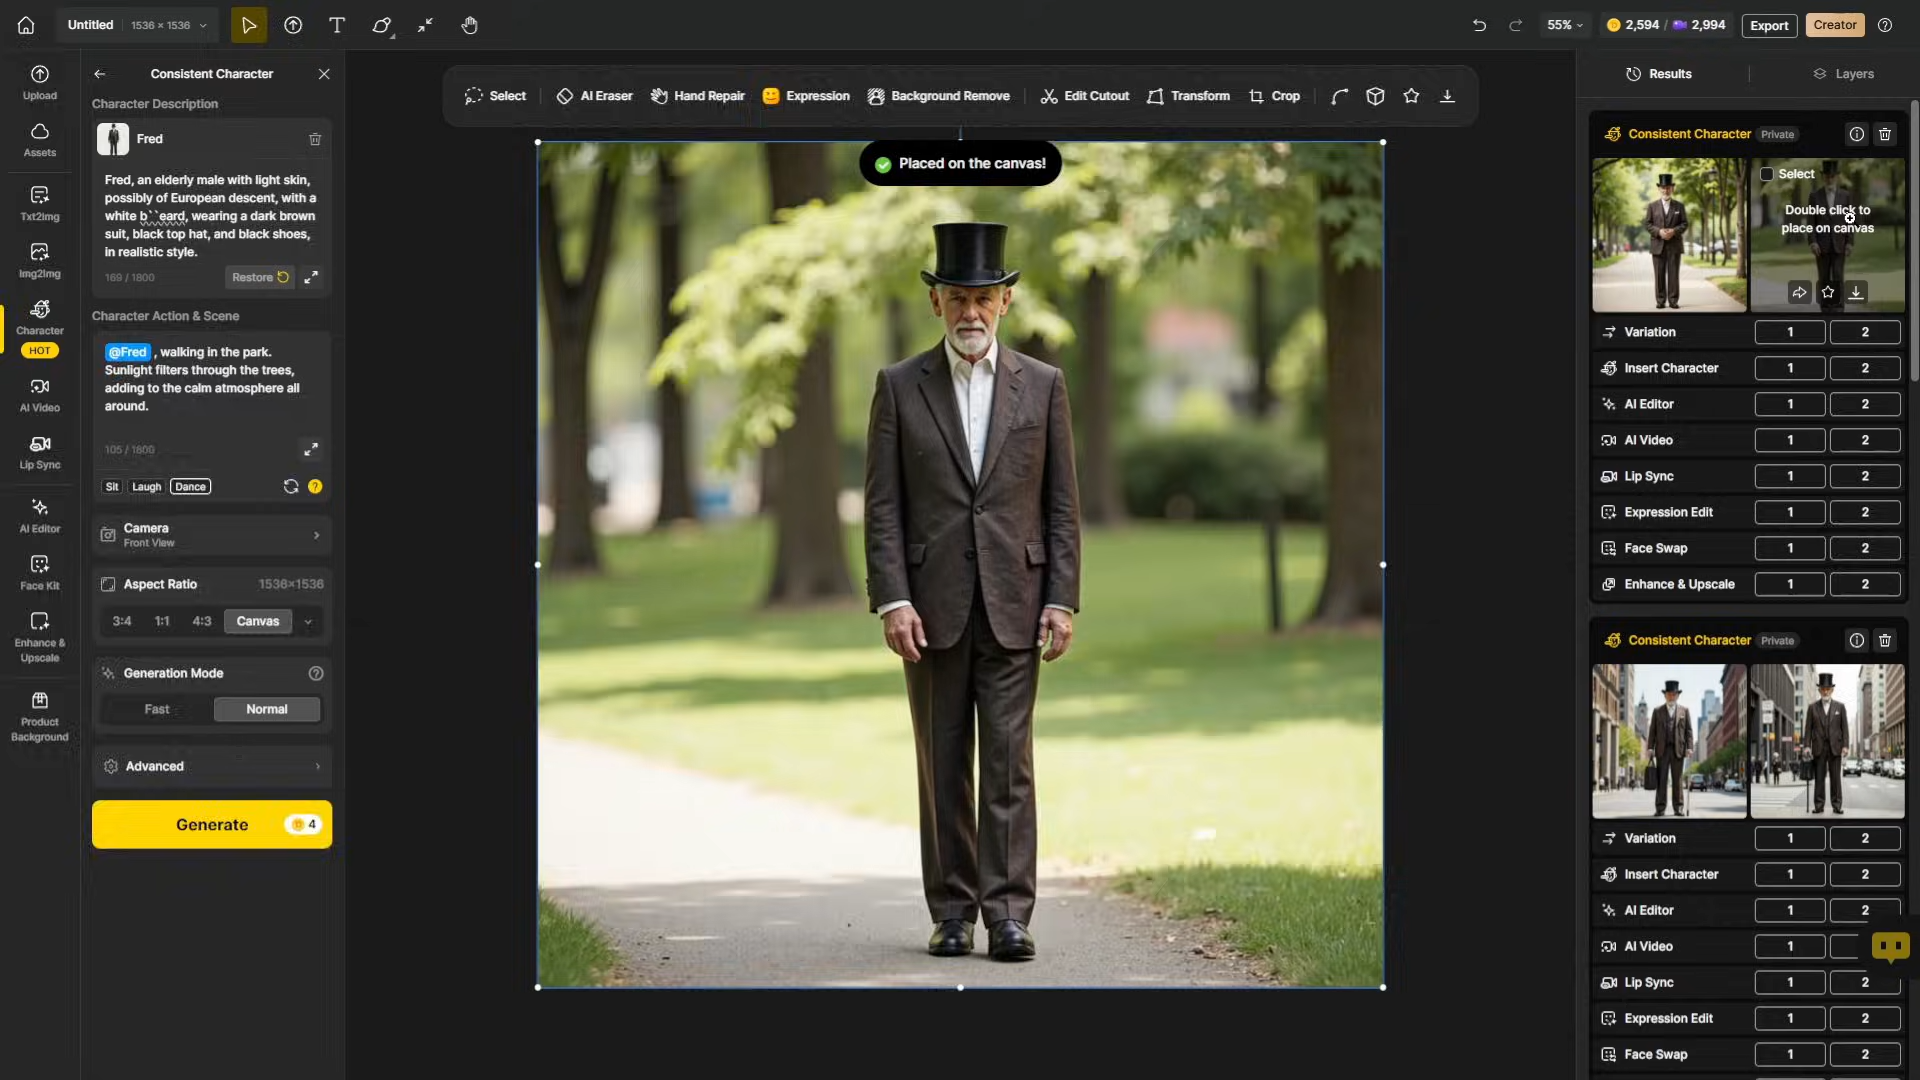 Untitled
1536 × 1536
55%
2,594 / 2,994
Export
Creator
Upload
Assets
Txt2Img
Img2Img
Character
HOT
AI Video
Lip Sync
AI Editor
Face Kit
Enhance &
Upscale
Product
Background
Consistent Character
Character Description
Fred
Fred, an elderly male with light skin,
possibly of European descent, with a
white b``eard, wearing a dark brown
suit, black top hat, and black shoes,
in realistic style.
169 / 1800
Restore
Character Action & Scene
@Fred , walking in the park.
Sunlight filters through the trees,
adding to the calm atmosphere all
around.
105 / 1800
Sit
Laugh
Dance
?
Camera
Front View
Aspect Ratio
1536×1536
3:4
1:1
4:3
Canvas
Generation Mode
Fast
Normal
Advanced
Generate
4
Select
AI Eraser
Hand Repair
Expression
Background Remove
Edit Cutout
Transform
Crop
Placed on the canvas!
Results
Layers
Consistent Character
Private
Select
Double click to
place on canvas
Variation 1 2
Insert Character 1 2
AI Editor 1 2
AI Video 1 2
Lip Sync 1 2
Expression Edit 1 2
Face Swap 1 2
Enhance & Upscale 1 2
Consistent Character
Private
Variation 1 2
Insert Character 1 2
AI Editor 1 2
AI Video 1
Lip Sync 1 2
Expression Edit 1 2
Face Swap 1 2